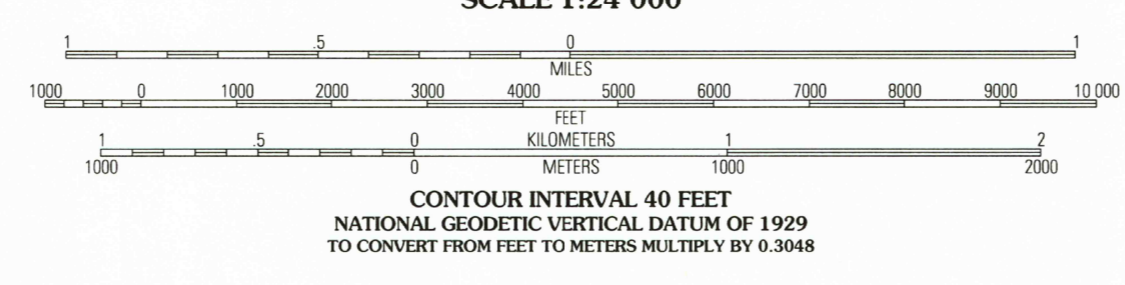 SCALE 1:24 000
1 .5 0 1
MILES
1000 0 1000 2000 3000 4000 5000 6000 7000 8000 9000 10 000
FEET
1 .5 0 KILOMETERS 1 2
1000 0 METERS 1000 2000
CONTOUR INTERVAL 40 FEET
NATIONAL GEODETIC VERTICAL DATUM OF 1929
TO CONVERT FROM FEET TO METERS MULTIPLY BY 0.3048